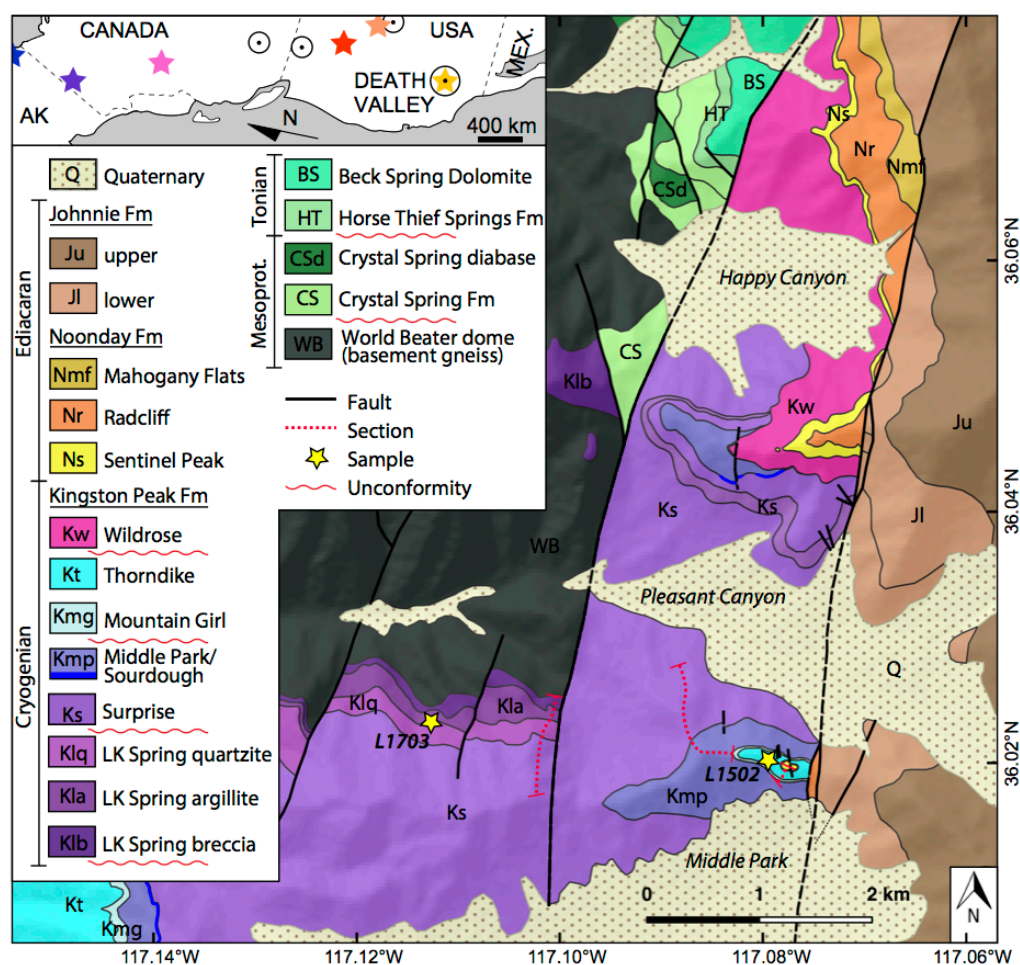 CANADA
USA
MEX.
DEATH
VALLEY
AK
N
400 km
Q Quaternary
Johnnie Fm
Ju upper
Jl lower
Noonday Fm
Nmf Mahogany Flats
Nr Radcliff
Ns Sentinel Peak
Kingston Peak Fm
Kw Wildrose
Kt Thorndike
Kmg Mountain Girl
Kmp Middle Park/
Sourdough
Ks Surprise
Klq LK Spring quartzite
Kla LK Spring argillite
Klb LK Spring breccia
Ediacaran
Cryogenian
Tonian
Mesoprot.
BS Beck Spring Dolomite
HT Horse Thief Springs Fm
CSd Crystal Spring diabase
CS Crystal Spring Fm
WB World Beater dome
(basement gneiss)
Fault
Section
Sample
Unconformity
117.10°W
117.08°W
BS
HT
Ns
Nr
Nmf
CSd
Happy Canyon
36.06°N
CS
Klb
Kw
Ju
Ks
Ks
Jl
36.04°N
WB
Pleasant Canyon
Q
Klq
Kla
L1703
L1502
36.02°N
Ks
Kmp
Middle Park
0 1 2 km
N
Kt
Kmg
117.14°W
117.12°W
117.10°W
117.08°W
117.06°W